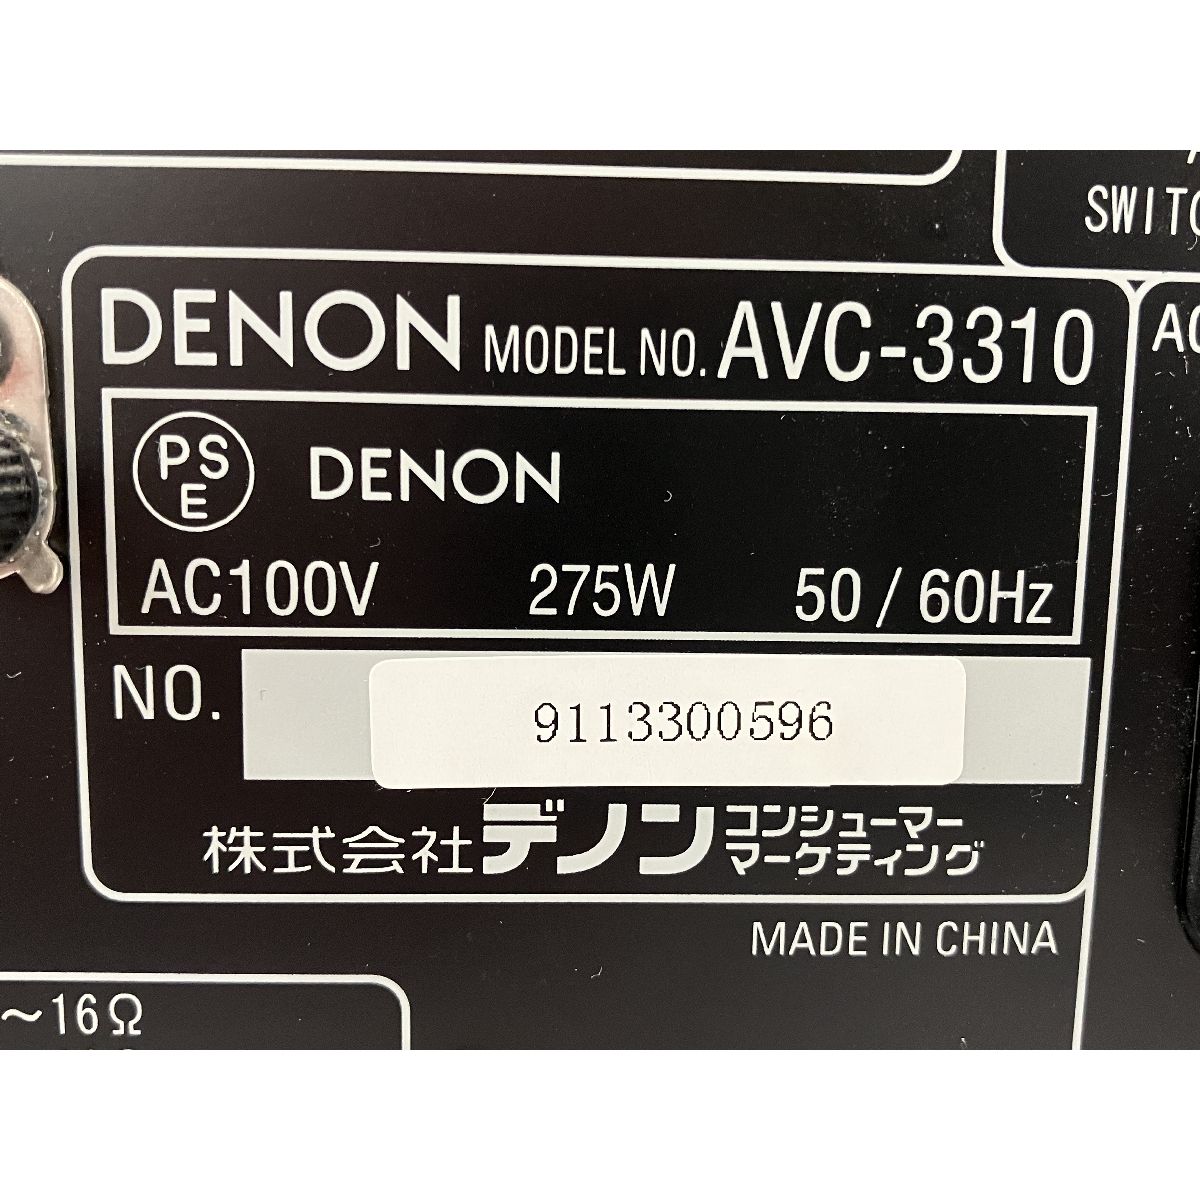 SWITC
DENON MODEL NO. AVC-3310
AC
PS
E
DENON
AC100V 275W 50 / 60Hz
NO. 9113300596
株式会社デノン コンシューマー
マーケティング
MADE IN CHINA
~16Ω